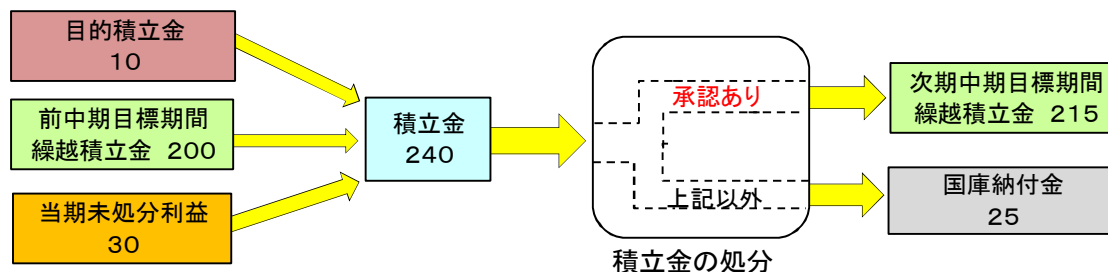 目的積立金
10
前中期目標期間
繰越積立金 200
当期未処分利益
30
積立金
240
承認あり
上記以外
積立金の処分
次期中期目標期間
繰越積立金 215
国庫納付金
25